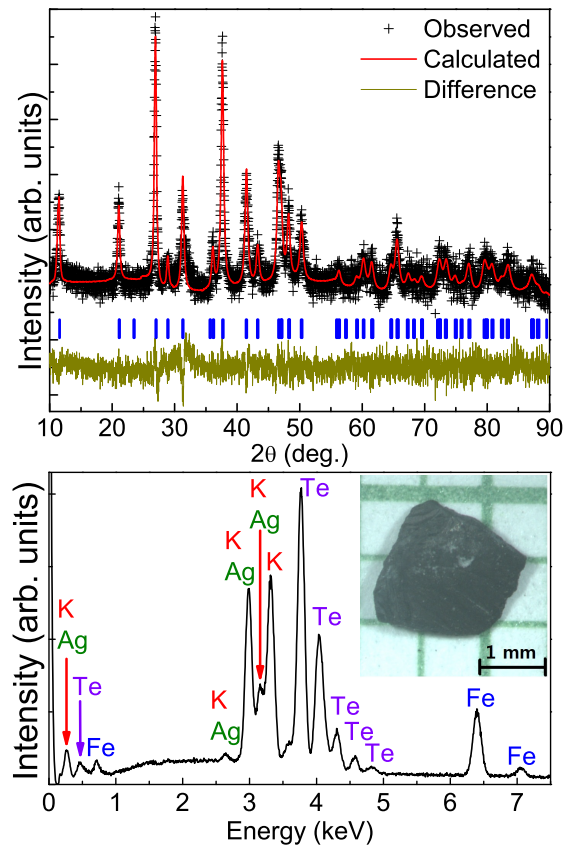 Observed
Calculated
Difference
Intensity (arb. units)
10 20 30 40 50 60 70 80 90
2θ (deg.)
K
Te
K
Ag
K
Ag
K
Te
K
Ag
Te
Fe
K
Ag
Te
Te
Te
1 mm
Fe
Fe
Intensity (arb. units)
0 1 2 3 4 5 6 7
Energy (keV)